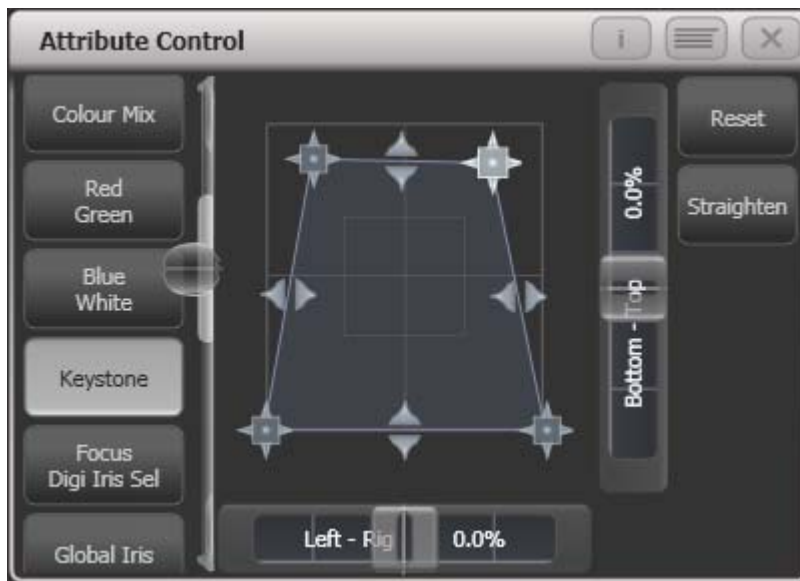 Attribute Control
i
Colour Mix
Red
Green
Blue
White
Keystone
Focus
Digi Iris Sel
Global Iris
0.0%
Bottom - Top
Left - Rig
0.0%
Reset
Straighten